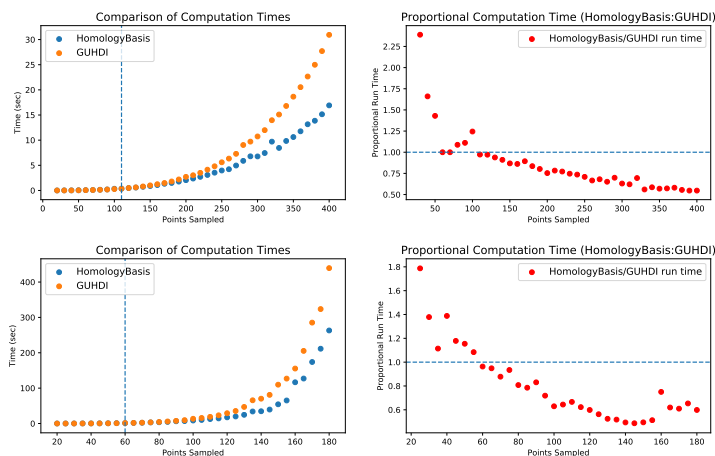 Comparison of Computation Times
HomologyBasis
GUHDI
30
25
20
15
10
5
0
Time (sec)
0 50 100 150 200 250 300 350 400
Points Sampled
Proportional Computation Time (HomologyBasis:GUHDI)
HomologyBasis/GUHDI run time
2.25
2.00
1.75
1.50
1.25
1.00
0.75
0.50
Proportional Run Time
50 100 150 200 250 300 350 400
Points Sampled
Comparison of Computation Times
HomologyBasis
GUHDI
400
300
200
100
0
Time (sec)
20 40 60 80 100 120 140 160 180
Points Sampled
Proportional Computation Time (HomologyBasis:GUHDI)
HomologyBasis/GUHDI run time
1.8
1.6
1.4
1.2
1.0
0.8
0.6
Proportional Run Time
20 40 60 80 100 120 140 160 180
Points Sampled